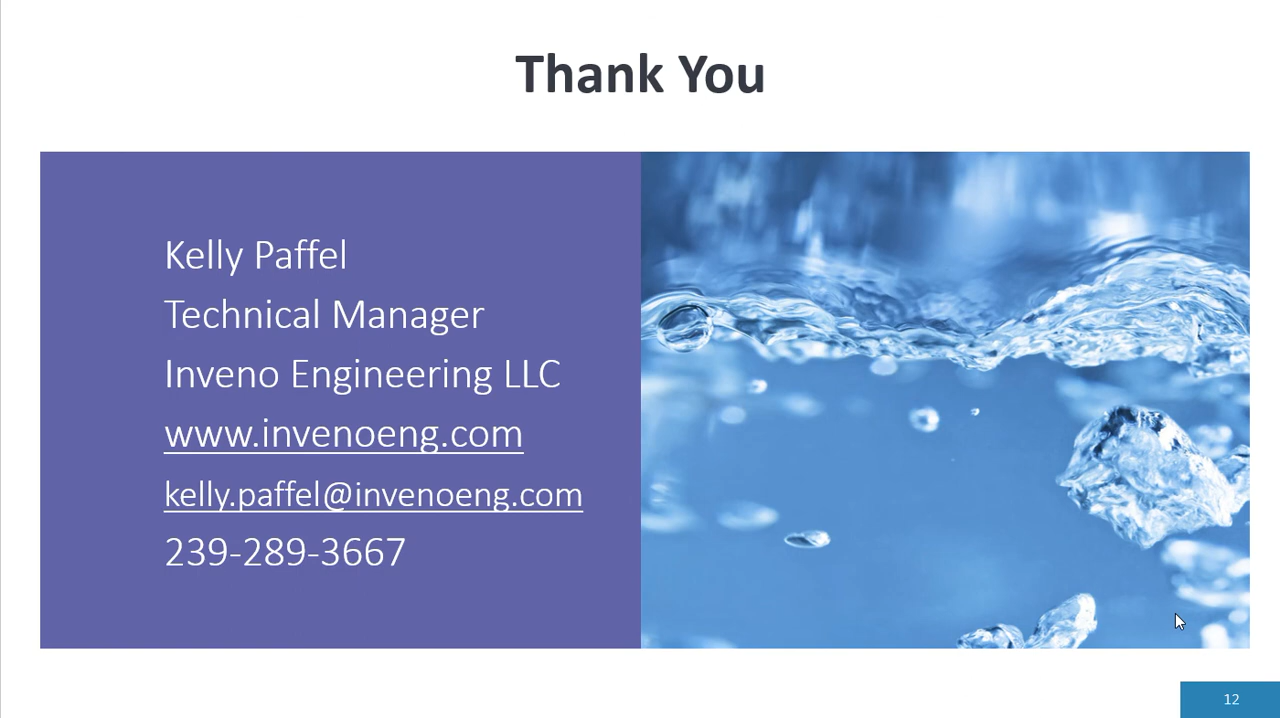 Thank You
Kelly Paffel
Technical Manager
Inveno Engineering LLC
www.invenoeng.com
kelly.paffel@invenoeng.com
239-289-3667
12